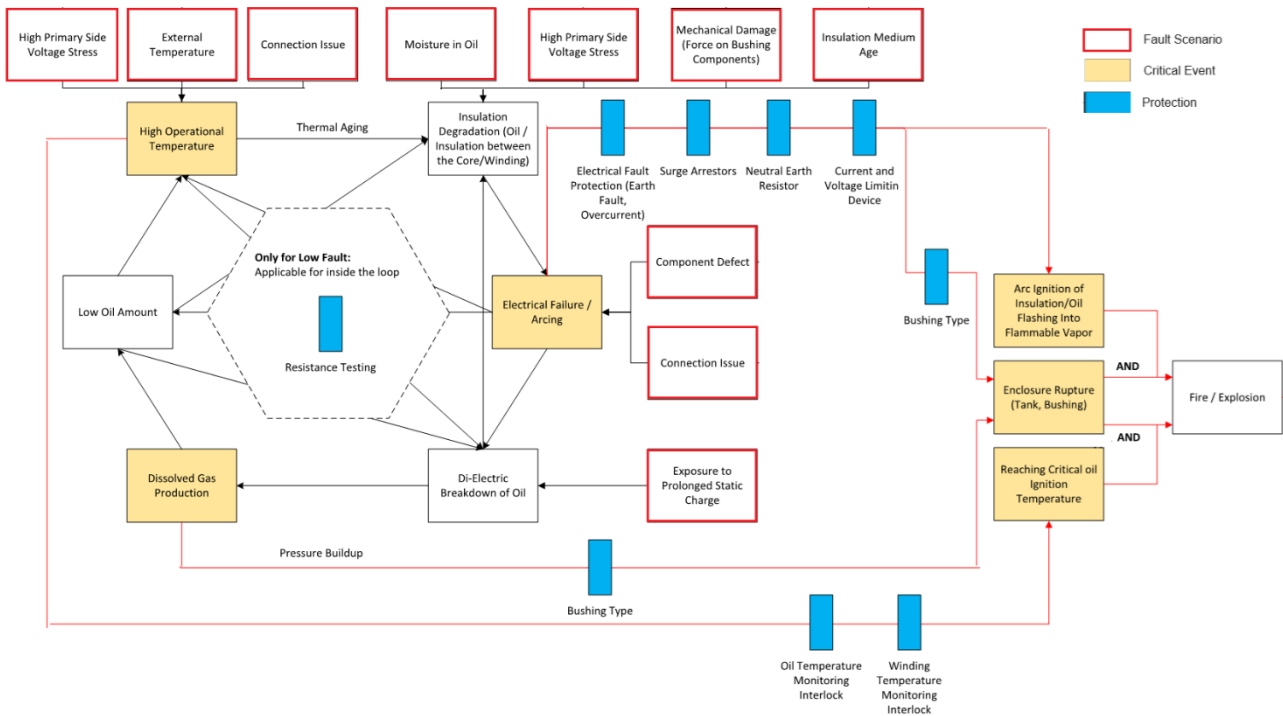 High Primary Side
Voltage Stress
External
Temperature
Connection Issue
Moisture in Oil
High Primary Side
Voltage Stress
Mechanical Damage
(Force on Bushing
Components)
Insulation Medium
Age
Fault Scenario
Critical Event
Protection
High Operational
Temperature
Thermal Aging
Insulation
Degradation (Oil /
Insulation between
the Core/Winding)
Electrical Fault
Protection (Earth
Fault,
Overcurrent)
Surge Arrestors
Neutral Earth
Resistor
Current and
Voltage Limitin
Device
Only for Low Fault:
Applicable for inside the loop
Resistance Testing
Low Oil Amount
Electrical Failure /
Arcing
Component Defect
Connection Issue
Bushing Type
Arc Ignition of
Insulation/Oil
Flashing Into
Flammable Vapor
AND
Enclosure Rupture
(Tank, Bushing)
Fire / Explosion
AND
Reaching Critical oil
Ignition
Temperature
Dissolved Gas
Production
Di-Electric
Breakdown of Oil
Exposure to
Prolonged Static
Charge
Pressure Buildup
Bushing Type
Oil Temperature
Monitoring
Interlock
Winding
Temperature
Monitoring
Interlock